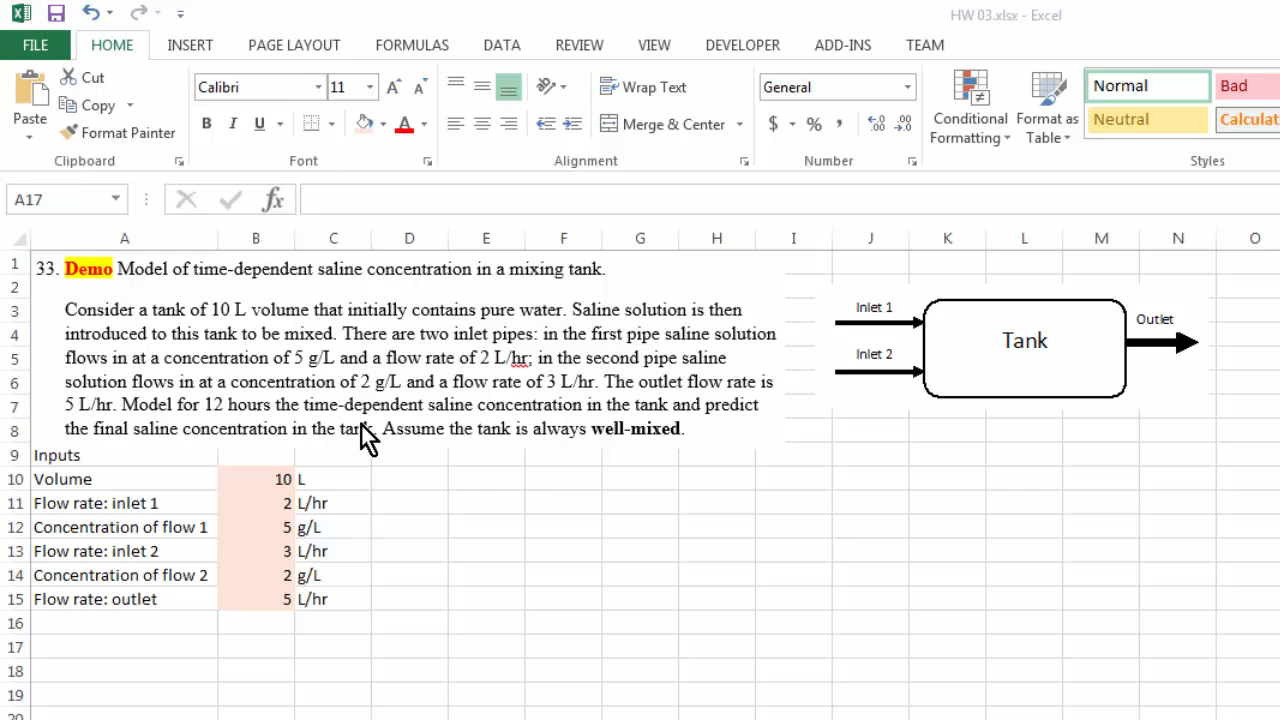 HW 03.xlsx - Excel
FILE HOME INSERT PAGE LAYOUT FORMULAS DATA REVIEW VIEW DEVELOPER ADD-INS TEAM
Paste
Cut
Copy
Format Painter
Clipboard
Calibri 11
B I U
Font
Wrap Text
Merge & Center
Alignment
General
$ % ,
Number
Conditional
Formatting
Format as
Table
Normal Bad
Neutral Calculat
Styles
A17
fx
A B C D E F G H I J K L M N O
1 33. Demo Model of time-dependent saline concentration in a mixing tank.
2
3 Consider a tank of 10 L volume that initially contains pure water. Saline solution is then
4 introduced to this tank to be mixed. There are two inlet pipes: in the first pipe saline solution
5 flows in at a concentration of 5 g/L and a flow rate of 2 L/hr; in the second pipe saline
6 solution flows in at a concentration of 2 g/L and a flow rate of 3 L/hr. The outlet flow rate is
7 5 L/hr. Model for 12 hours the time-dependent saline concentration in the tank and predict
8 the final saline concentration in the tank. Assume the tank is always well-mixed.
Inlet 1
Inlet 2
Tank
Outlet
9 Inputs
10 Volume 10 L
11 Flow rate: inlet 1 2 L/hr
12 Concentration of flow 1 5 g/L
13 Flow rate: inlet 2 3 L/hr
14 Concentration of flow 2 2 g/L
15 Flow rate: outlet 5 L/hr
16
17
18
19
20